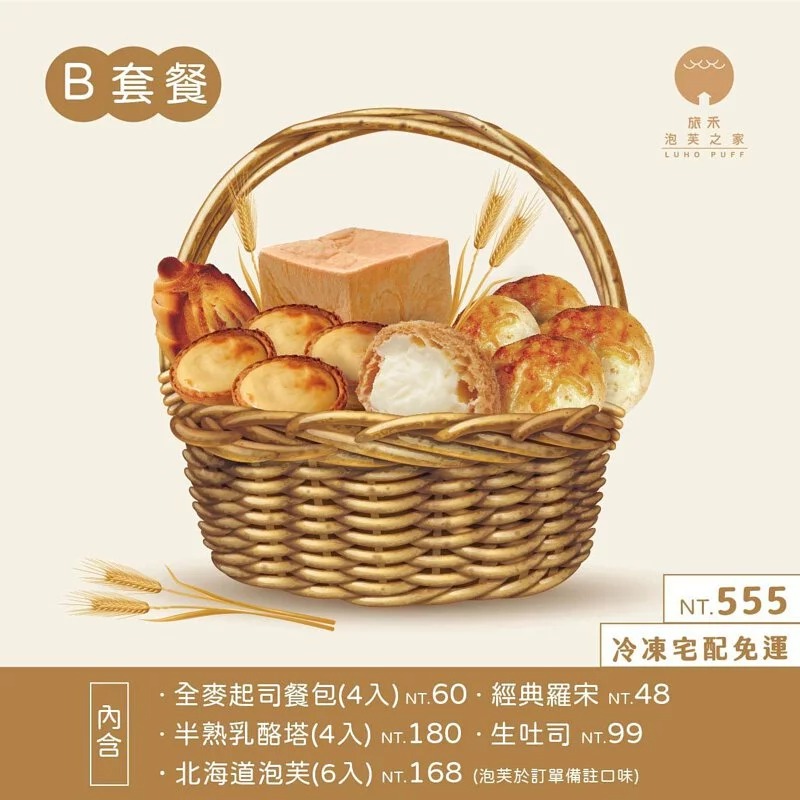 B套餐
旅禾
泡芙之家
LUHO PUFF
NT.555
冷凍宅配免運
內含
·全麥起司餐包(4入) NT.60 ·經典羅宋 NT.48
·半熟乳酪塔(4入) NT.180 ·生吐司 NT.99
·北海道泡芙(6入) NT.168 (泡芙於訂單備註口味)